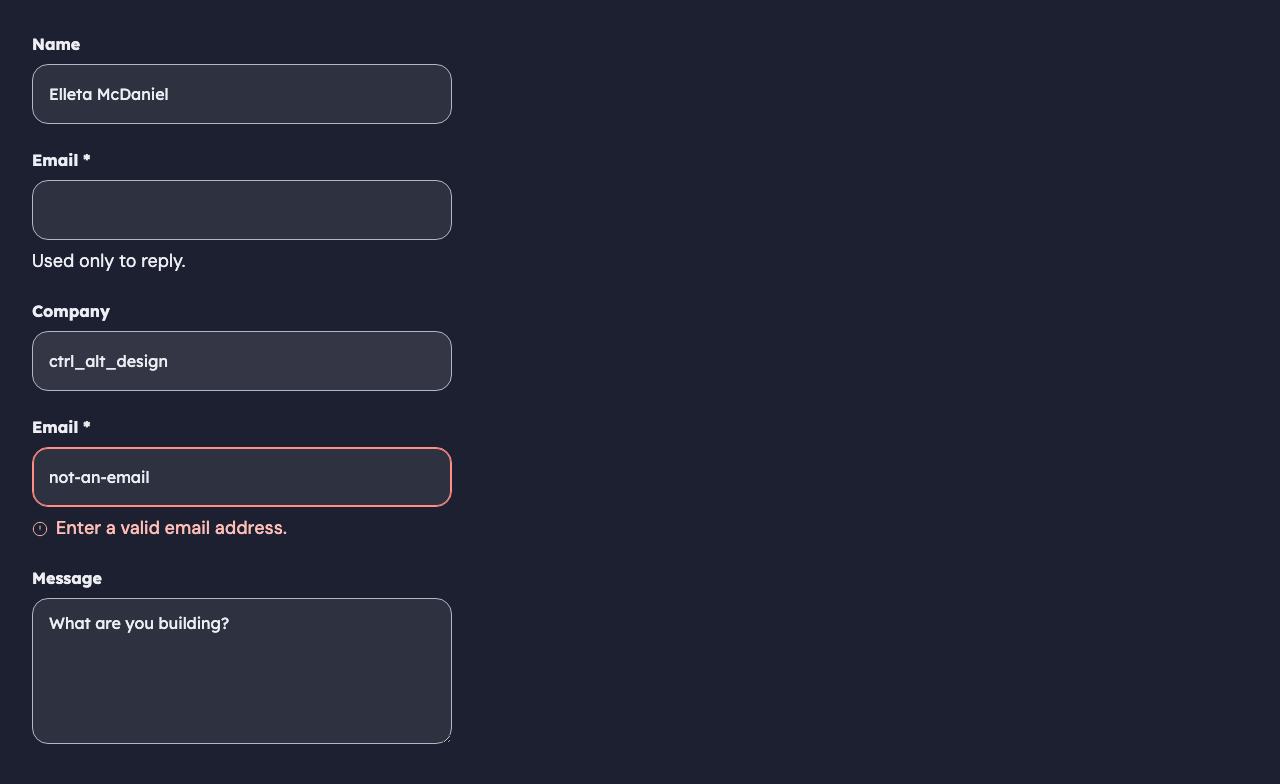 Name
Elleta McDaniel
Email *
Used only to reply.
Company
ctrl_alt_design
Email *
not-an-email
Enter a valid email address.
Message
What are you building?